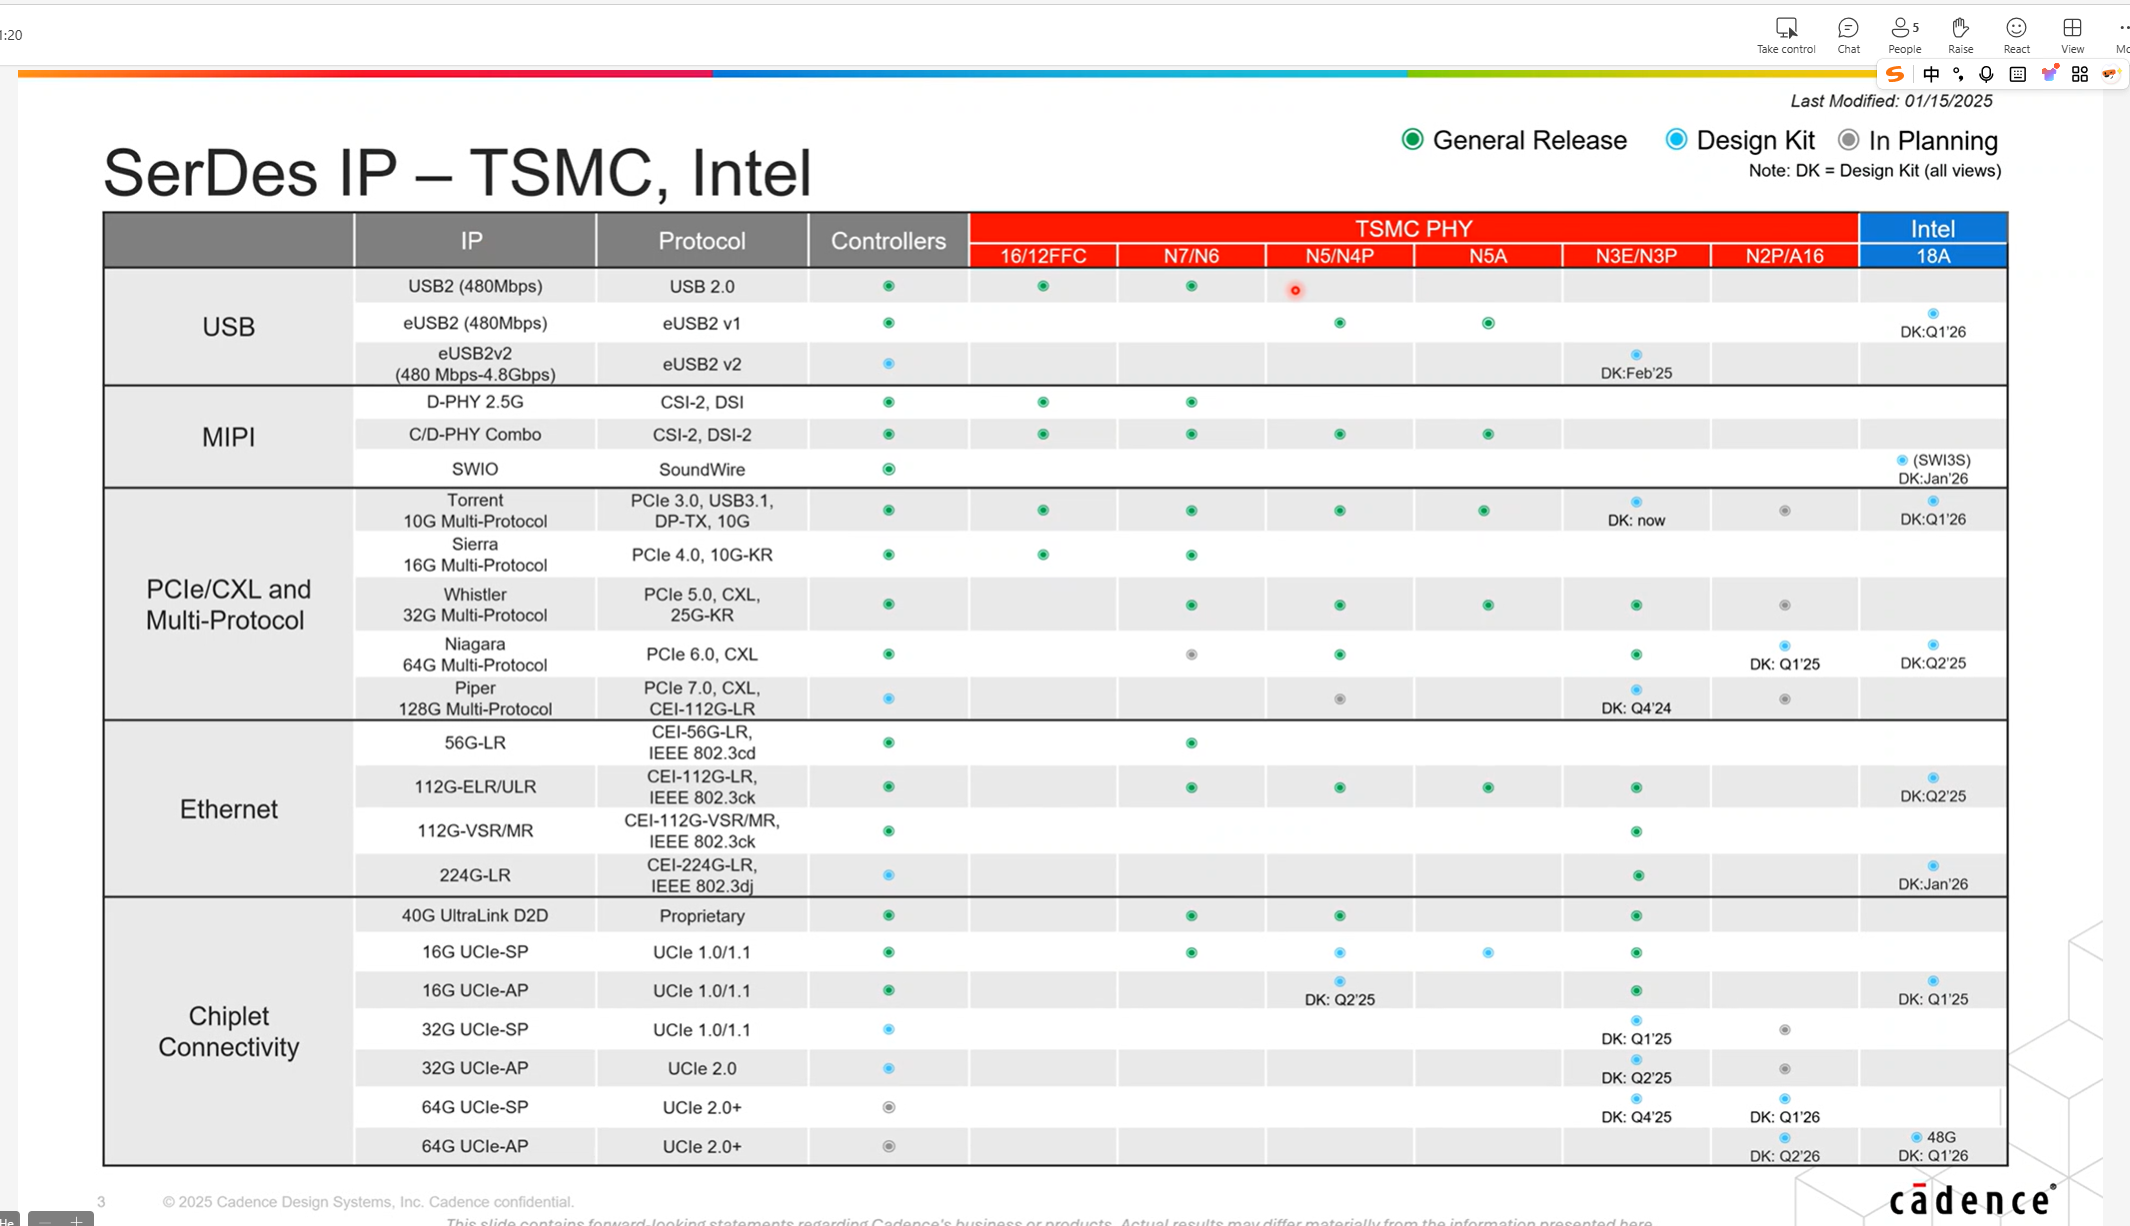 1:20
Take control
Chat
5
People
Raise
React
View
中
Last Modified: 01/15/2025
General Release
Design Kit
In Planning
Note: DK = Design Kit (all views)
SerDes IP – TSMC, Intel
IP Protocol Controllers TSMC PHY Intel
16/12FFC N7/N6 N5/N4P N5A N3E/N3P N2P/A16 18A
USB
USB2 (480Mbps) USB 2.0
eUSB2 (480Mbps) eUSB2 v1 DK:Q1'26
eUSB2v2
(480 Mbps-4.8Gbps) eUSB2 v2 DK:Feb'25
MIPI
D-PHY 2.5G CSI-2, DSI
C/D-PHY Combo CSI-2, DSI-2
SWIO SoundWire (SWI3S)
DK:Jan'26
PCIe/CXL and
Multi-Protocol
Torrent PCIe 3.0, USB3.1,
10G Multi-Protocol DP-TX, 10G DK: now DK:Q1'26
Sierra
16G Multi-Protocol PCIe 4.0, 10G-KR
Whistler PCIe 5.0, CXL,
32G Multi-Protocol 25G-KR
Niagara
64G Multi-Protocol PCIe 6.0, CXL DK: Q1'25 DK:Q2'25
Piper PCIe 7.0, CXL,
128G Multi-Protocol CEI-112G-LR DK: Q4'24
Ethernet
56G-LR CEI-56G-LR,
IEEE 802.3cd
112G-ELR/ULR CEI-112G-LR,
IEEE 802.3ck DK:Q2'25
112G-VSR/MR CEI-112G-VSR/MR,
IEEE 802.3ck
224G-LR CEI-224G-LR,
IEEE 802.3dj DK:Jan'26
Chiplet
Connectivity
40G UltraLink D2D Proprietary
16G UCIe-SP UCIe 1.0/1.1
16G UCIe-AP UCIe 1.0/1.1 DK: Q2'25 DK: Q1'25
32G UCIe-SP UCIe 1.0/1.1 DK: Q1'25
32G UCIe-AP UCIe 2.0 DK: Q2'25
64G UCIe-SP UCIe 2.0+ DK: Q4'25 DK: Q1'26
64G UCIe-AP UCIe 2.0+ DK: Q2'26 48G
DK: Q1'26
3
© 2025 Cadence Design Systems, Inc. Cadence confidential.
cādence®
This slide contains forward-looking statements regarding Cadence's business or products. Actual results may differ materially from the information presented here